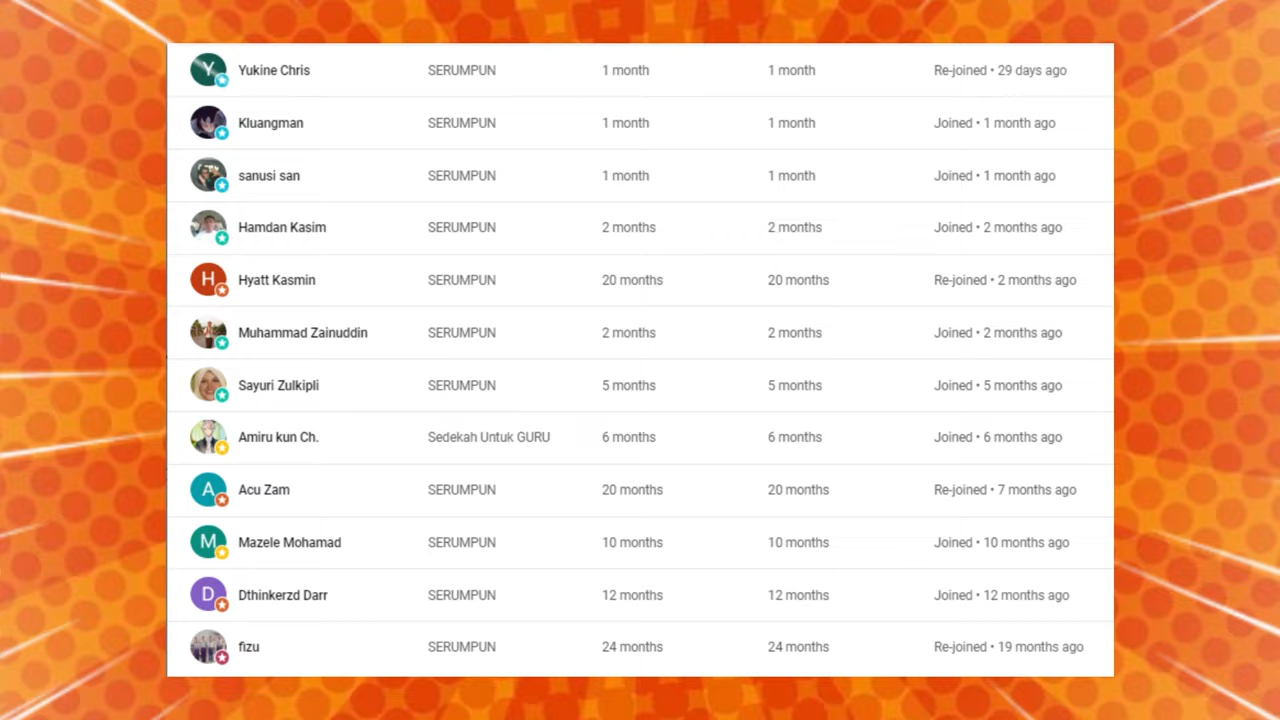 Y Yukine Chris SERUMPUN 1 month 1 month Re-joined • 29 days ago
Kluangman SERUMPUN 1 month 1 month Joined • 1 month ago
sanusi san SERUMPUN 1 month 1 month Joined • 1 month ago
Hamdan Kasim SERUMPUN 2 months 2 months Joined • 2 months ago
H Hyatt Kasmin SERUMPUN 20 months 20 months Re-joined • 2 months ago
Muhammad Zainuddin SERUMPUN 2 months 2 months Joined • 2 months ago
Sayuri Zulkipli SERUMPUN 5 months 5 months Joined • 5 months ago
Amiru kun Ch. Sedekah Untuk GURU 6 months 6 months Joined • 6 months ago
A Acu Zam SERUMPUN 20 months 20 months Re-joined • 7 months ago
M Mazele Mohamad SERUMPUN 10 months 10 months Joined • 10 months ago
D Dthinkerzd Darr SERUMPUN 12 months 12 months Joined • 12 months ago
fizu SERUMPUN 24 months 24 months Re-joined • 19 months ago